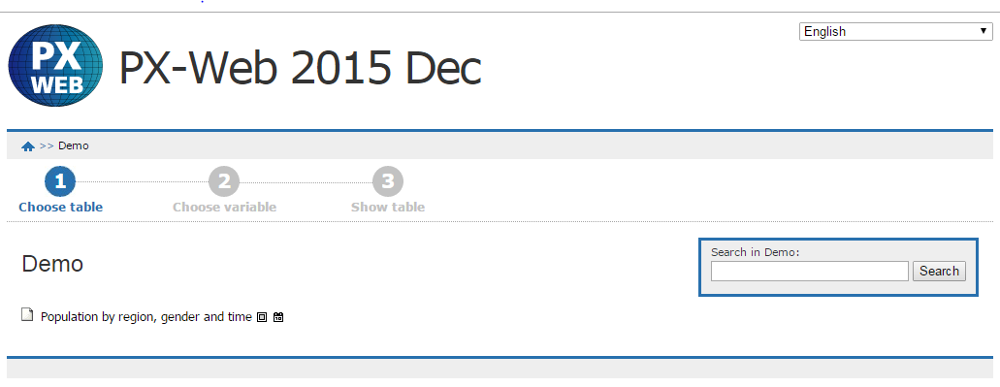 English
PX
WEB
PX-Web 2015 Dec
>> Demo
1 2 3
Choose table Choose variable Show table
Demo
Search in Demo:
Search
Population by region, gender and time